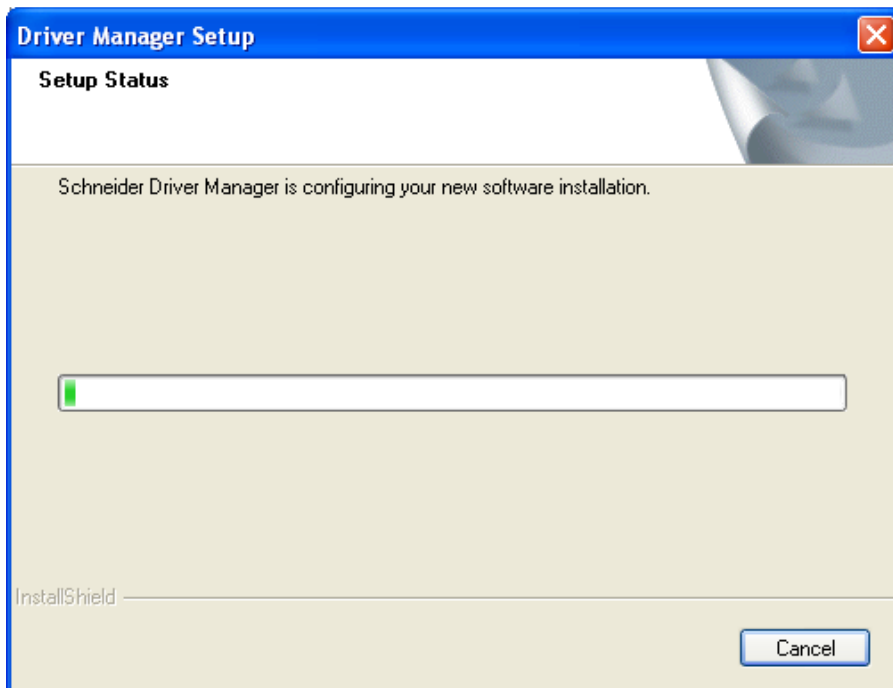 Driver Manager Setup
Setup Status
Schneider Driver Manager is configuring your new software installation.
InstallShield
Cancel